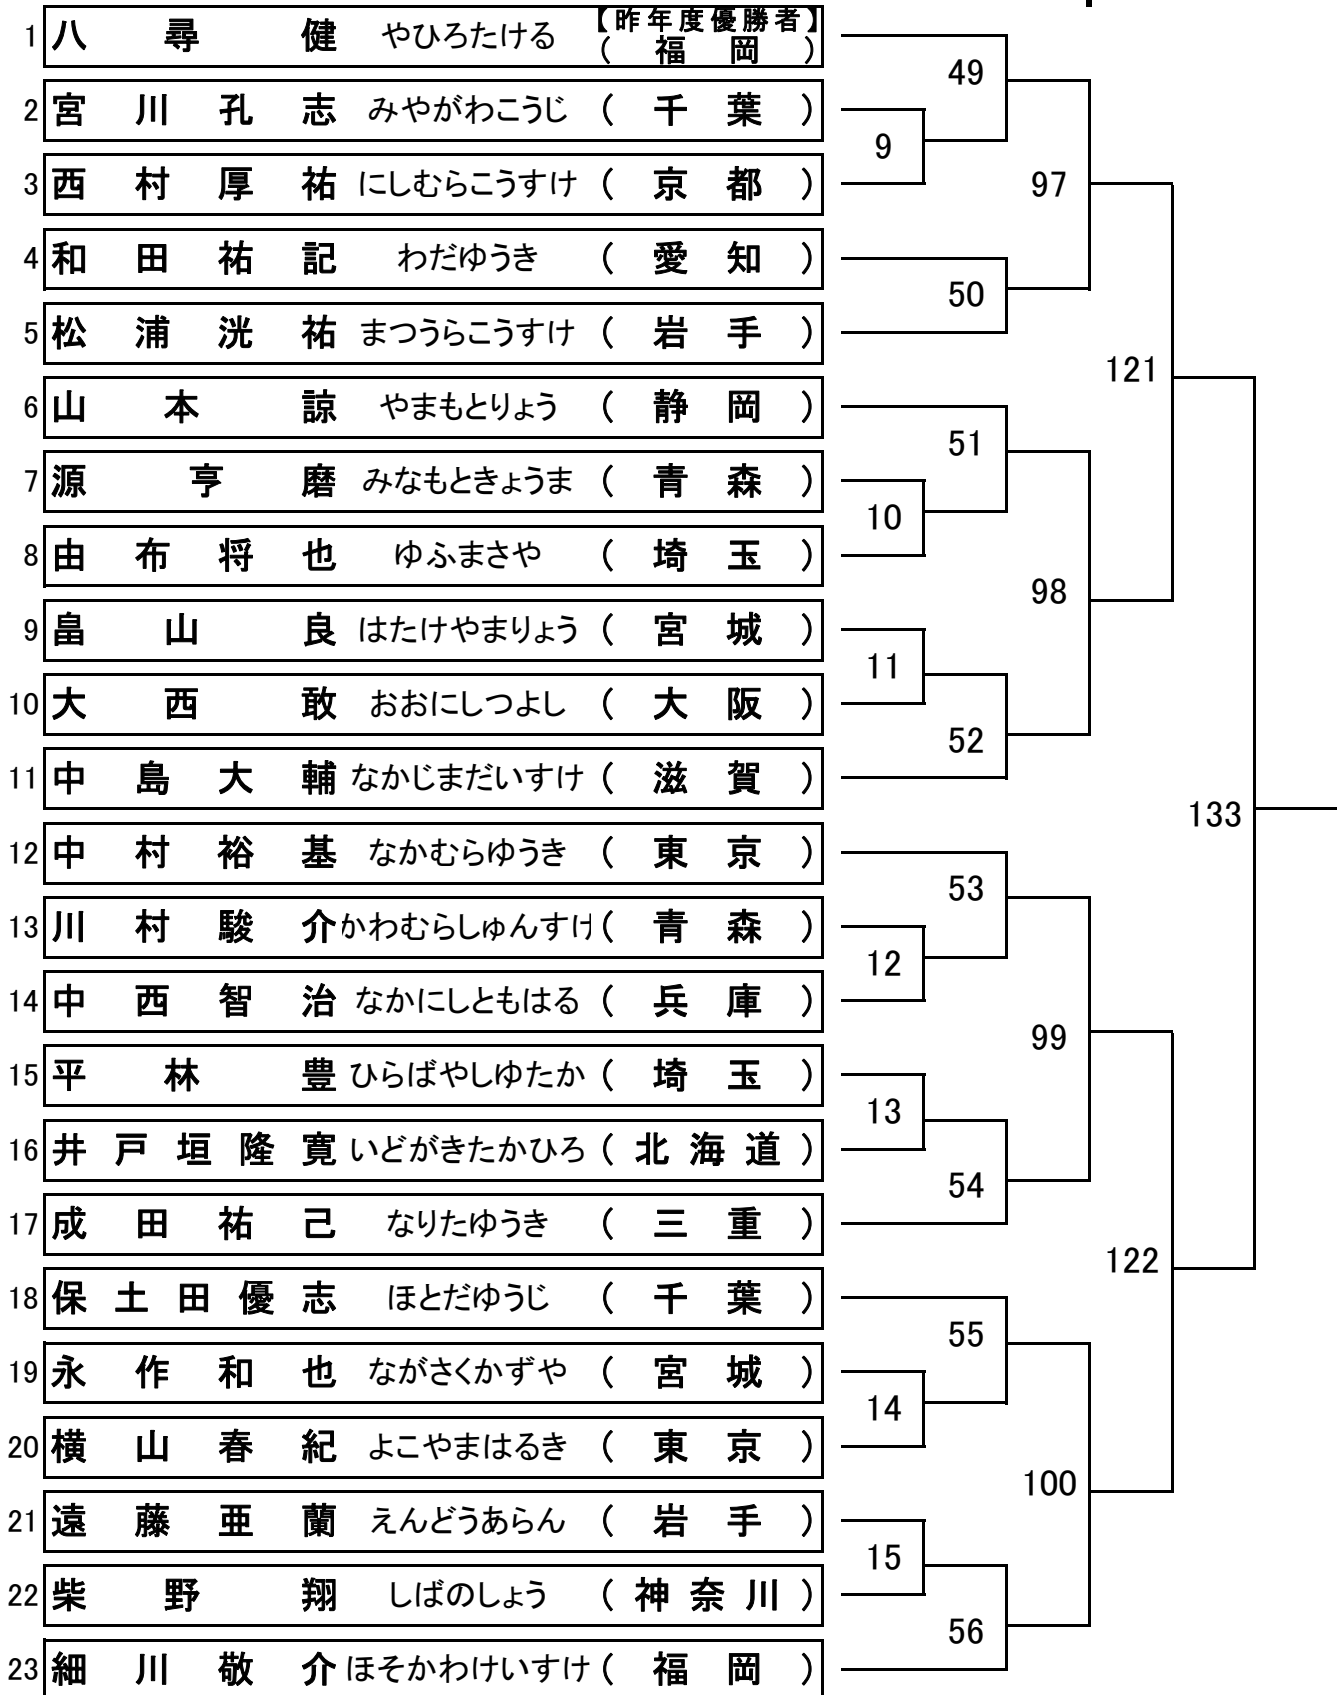 1 八尋健 やひろたける 【昨年度優勝者】
(福岡)
49
2 宮川孔志 みやがわこうじ (千葉)
9
3 西村厚祐 にしむらこうすけ (京都)
97
4 和田祐記 わだゆうき (愛知)
50
5 松浦洸祐 まつうらこうすけ (岩手)
121
6 山本諒 やまもとりょう (静岡)
51
7 源亨磨 みなもときょうま (青森)
10
8 由布将也 ゆふまさや (埼玉)
98
9 畠山良 はたけやまりょう (宮城)
11
10 大西敢 おおにしつよし (大阪)
52
11 中島大輔 なかじまだいすけ (滋賀)
133
12 中村裕基 なかむらゆうき (東京)
53
13 川村駿介 かわむらしゅんすけ (青森)
12
14 中西智治 なかにしともはる (兵庫)
99
15 平林豊 ひらばやしゆたか (埼玉)
13
16 井戸垣隆寛 いどがきたかひろ (北海道)
54
17 成田祐己 なりたゆうき (三重)
122
18 保土田優志 ほとだゆうじ (千葉)
55
19 永作和也 ながさくかずや (宮城)
14
20 横山春紀 よこやまはるき (東京)
100
21 遠藤亜蘭 えんどうあらん (岩手)
15
22 柴野翔 しばのしょう (神奈川)
56
23 細川敬介 ほそかわけいすけ (福岡)